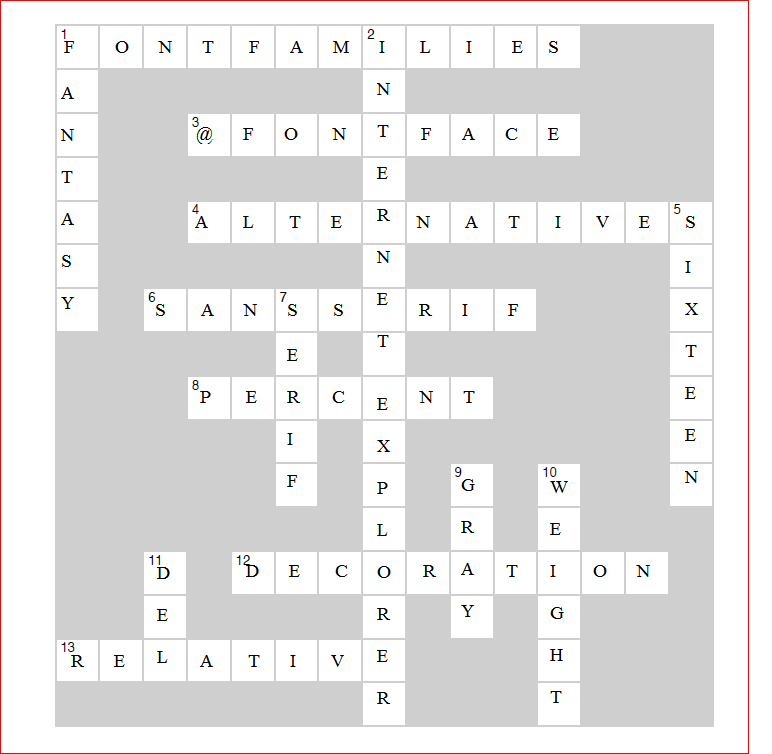 1 F O N T F A M 2 I L I E S
A N
N 3 @ F O N T F A C E
T E
A 4 A L T E R N A T I V E 5 S
S N I
Y 6 S A N 7 S S E R I F X
E T T
8 P E R C E N T E
I X E
F P 9 G 10 W N
L R E
11 D 12 D E C O R A T I O N
E R Y G
13 R E L A T I V E H
R T